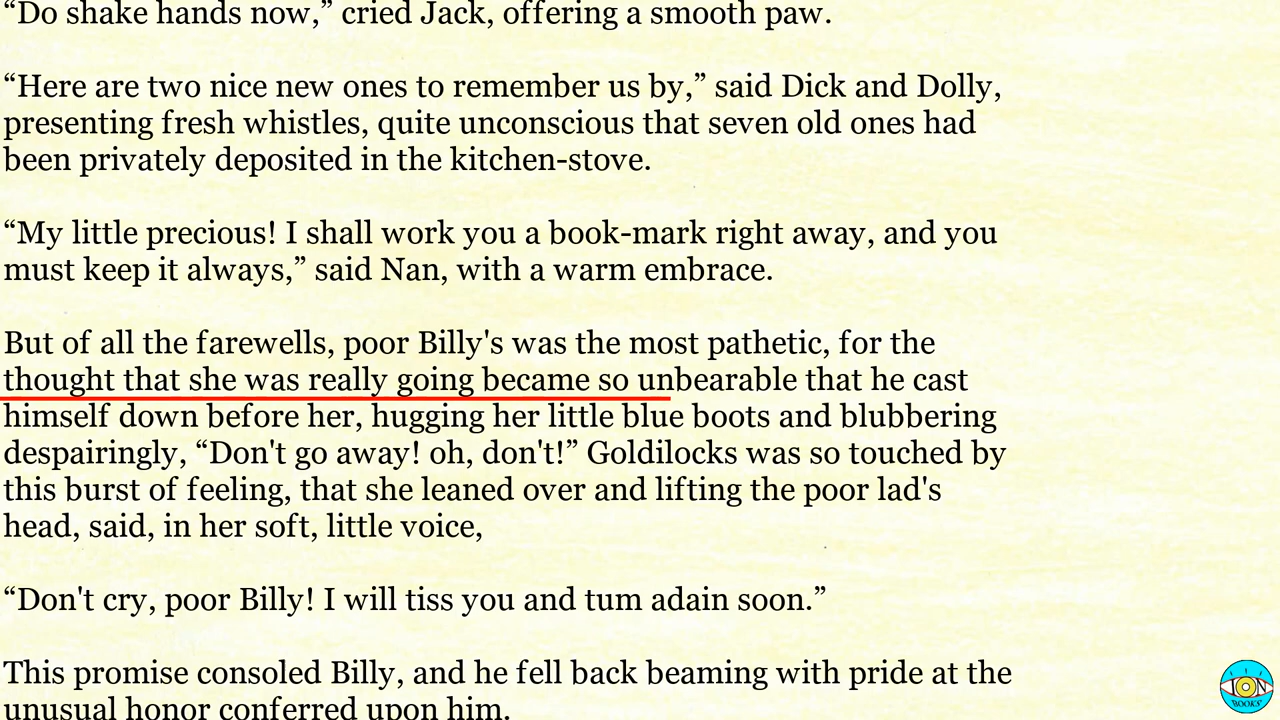 “Do shake hands now,” cried Jack, offering a smooth paw.
“Here are two nice new ones to remember us by,” said Dick and Dolly,
presenting fresh whistles, quite unconscious that seven old ones had
been privately deposited in the kitchen-stove.
“My little precious! I shall work you a book-mark right away, and you
must keep it always,” said Nan, with a warm embrace.
But of all the farewells, poor Billy's was the most pathetic, for the
thought that she was really going became so unbearable that he cast
himself down before her, hugging her little blue boots and blubbering
despairingly, “Don't go away! oh, don't!” Goldilocks was so touched by
this burst of feeling, that she leaned over and lifting the poor lad's
head, said, in her soft, little voice,
“Don't cry, poor Billy! I will tiss you and tum adain soon.”
This promise consoled Billy, and he fell back beaming with pride at the
unusual honor conferred upon him.
ION
BOOKS